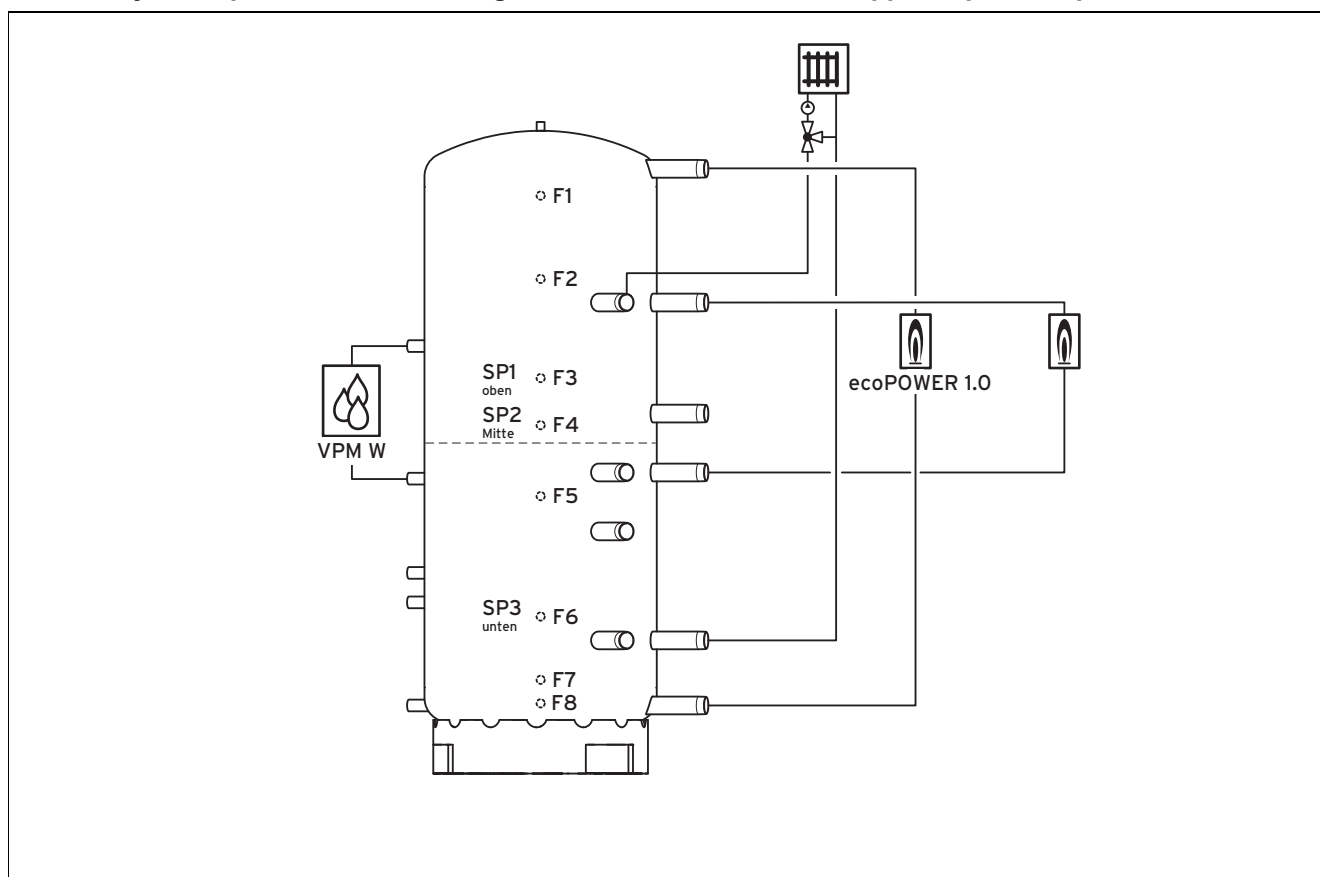 F1
F2
SP1
oben
F3
SP2
Mitte
F4
F5
SP3
unten
F6
F7
F8
VPM W
ecoPOWER 1.0